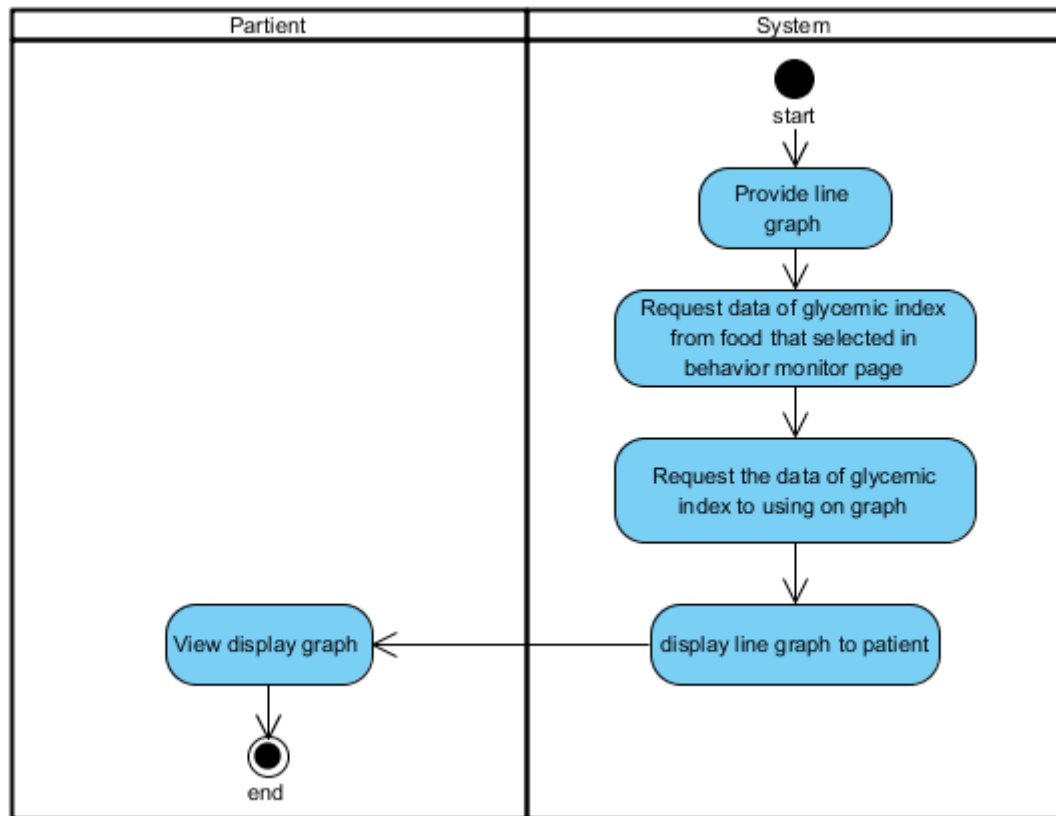 Partient
System
start
Provide line
graph
Request data of glycemic index
from food that selected in
behavior monitor page
Request the data of glycemic
index to using on graph
display line graph to patient
View display graph
end